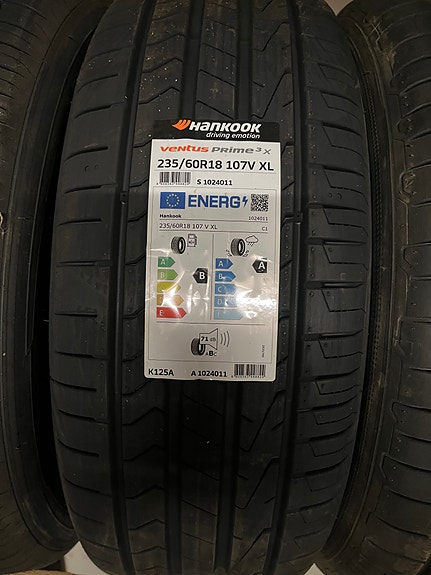 HANKOOK
driving emotion
ventus prime³ x
235/60R18 107V XL
S 1024011
ENERG
Hankook 1024011
235/60R18 107 V XL C1
A A
B B B A
C C
D D
E E
71 dB
ABC
K125A A 1024011